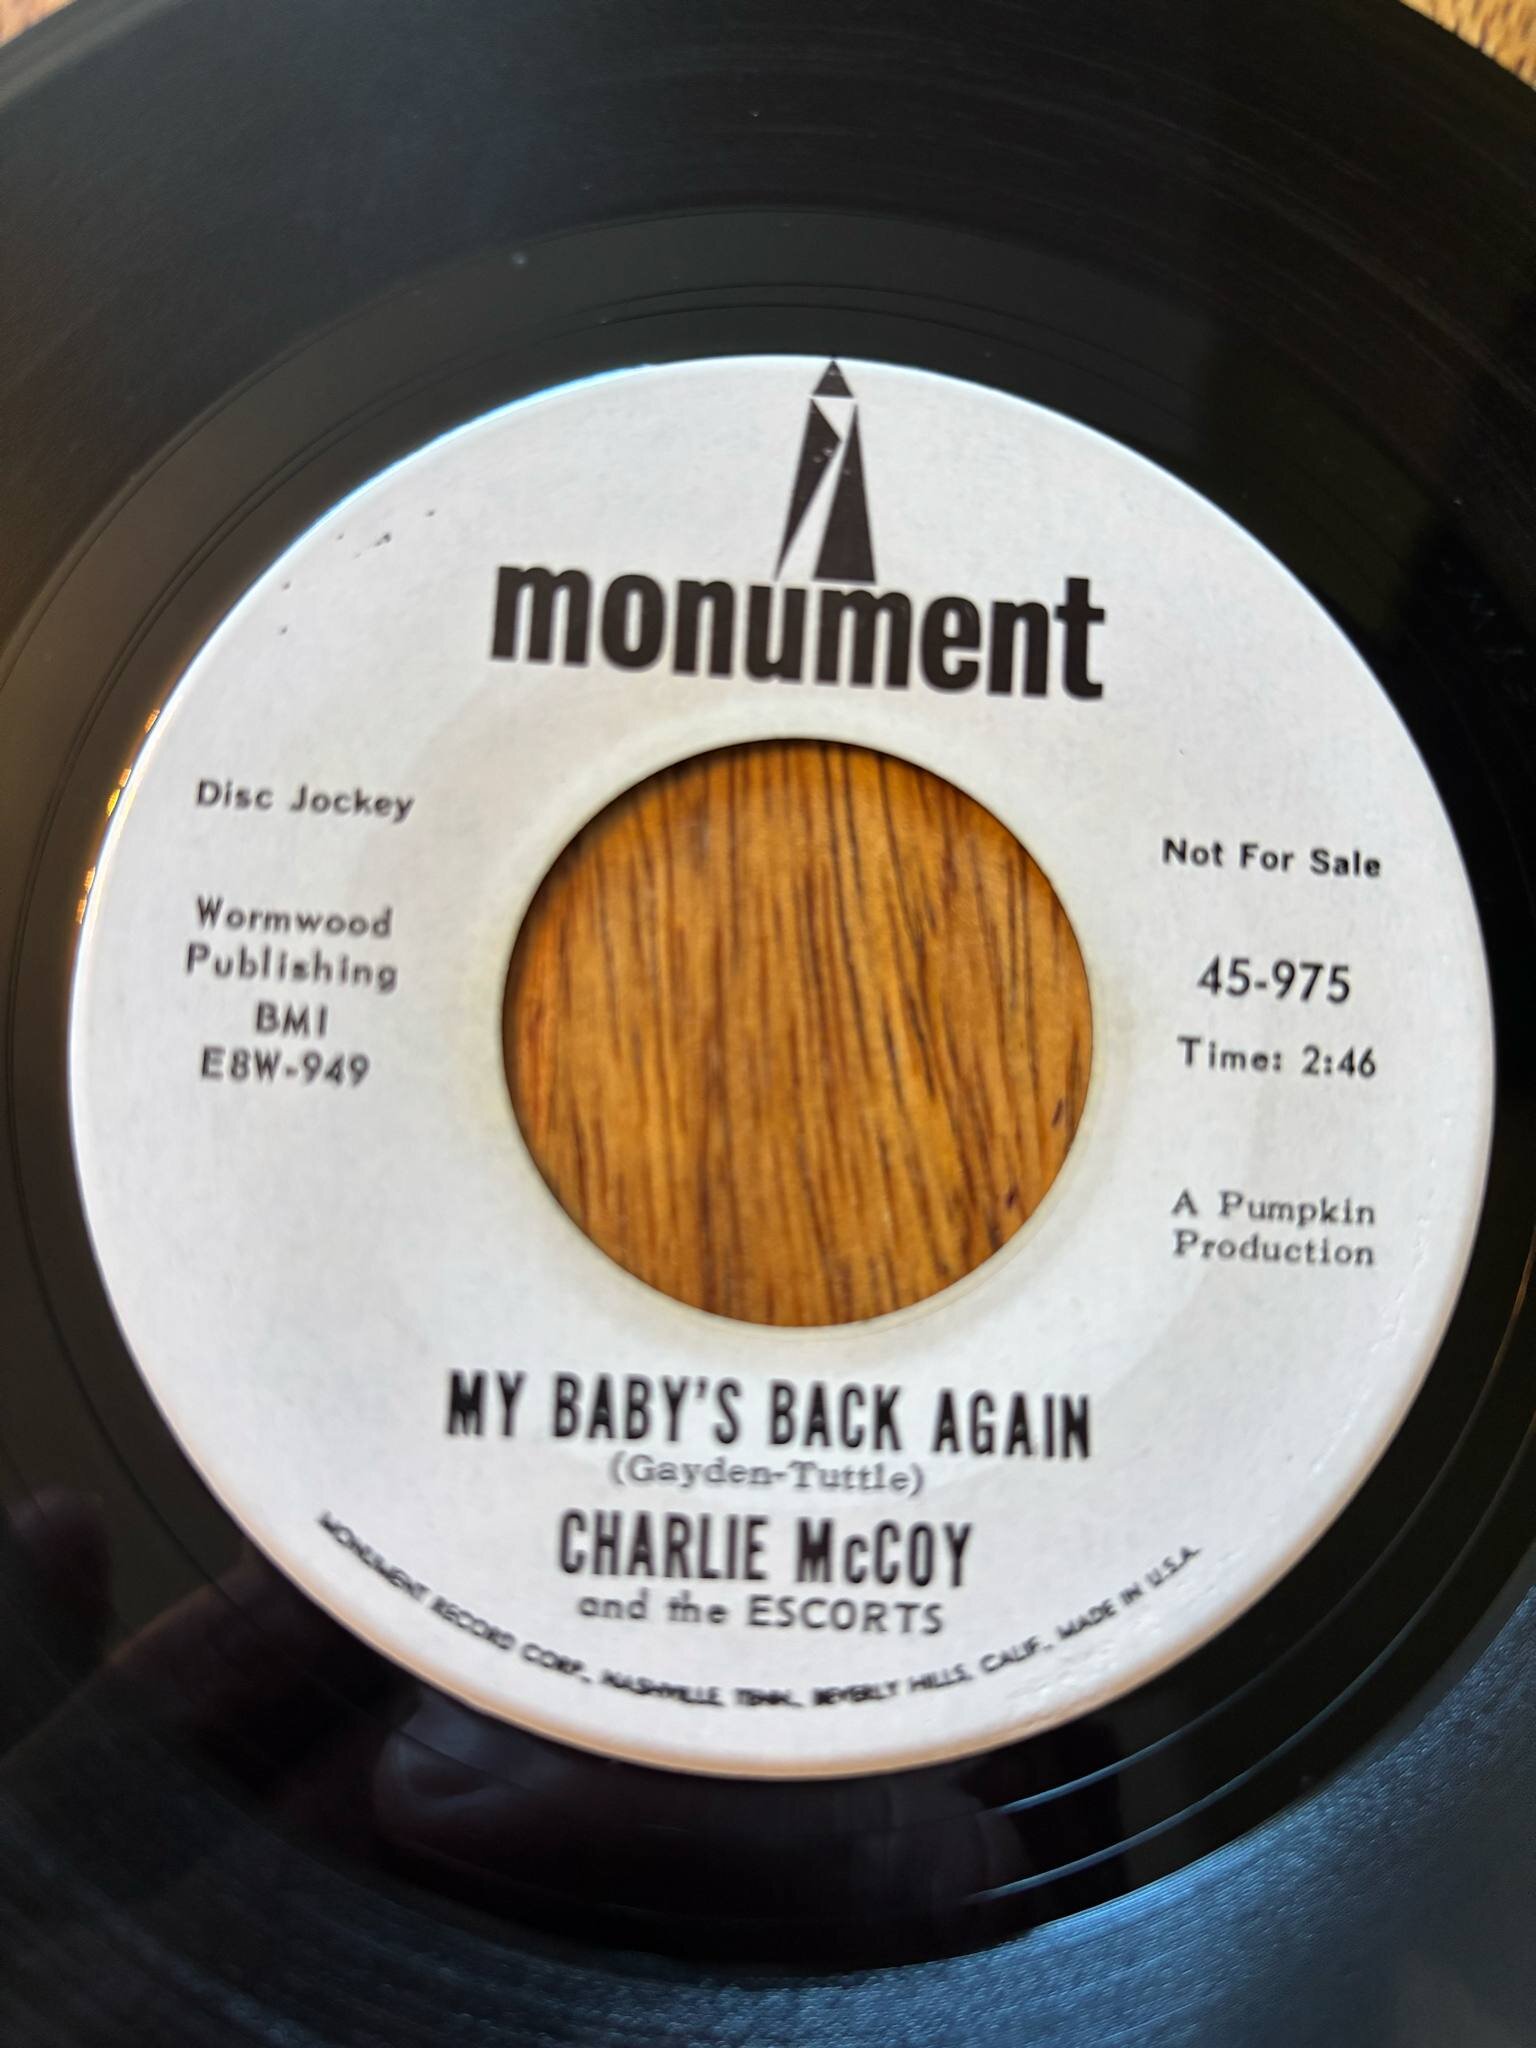 monument
Disc Jockey
Wormwood
Publishing
BMI
E8W-949
Not For Sale
45-975
Time: 2:46
A Pumpkin
Production
MY BABY'S BACK AGAIN
(Gayden-Tuttle)
CHARLIE McCOY
and the ESCORTS
MONUMENT RECORD CORP., NASHVILLE, TENN., BEVERLY HILLS, CALIF., MADE IN U.S.A.